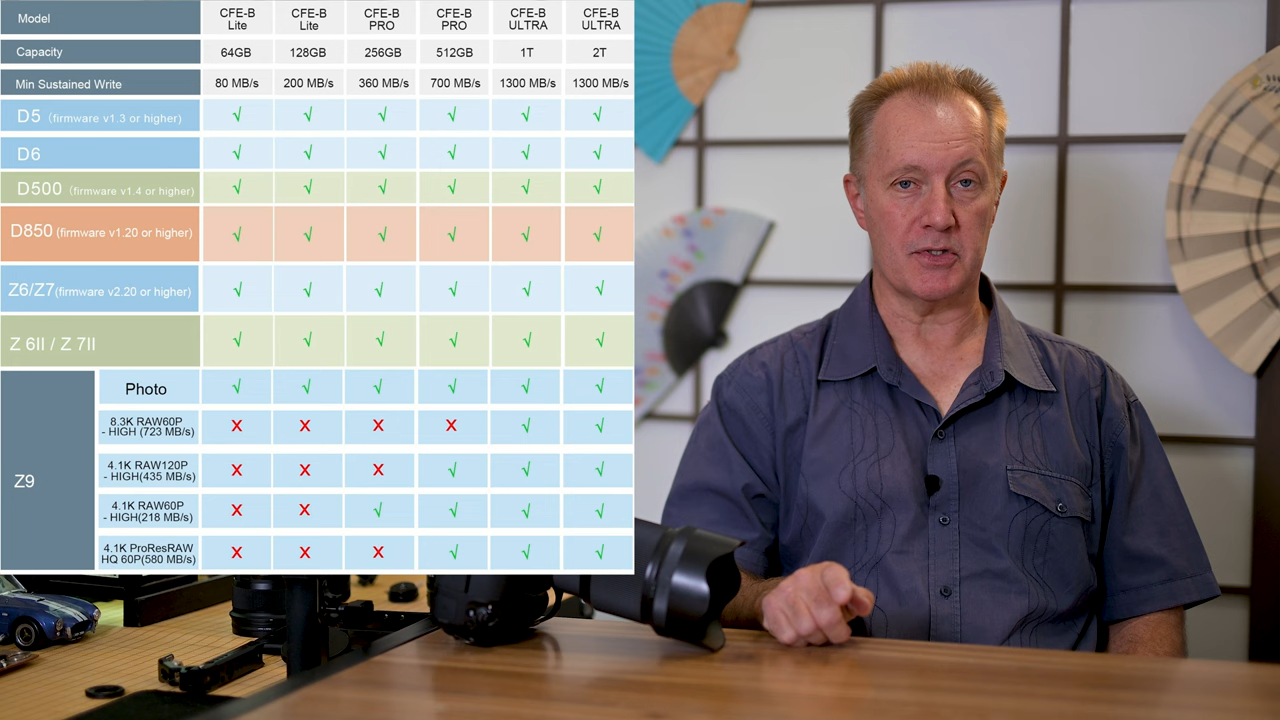 Model CFE-B Lite CFE-B Lite CFE-B PRO CFE-B PRO CFE-B ULTRA CFE-B ULTRA
Capacity 64GB 128GB 256GB 512GB 1T 2T
Min Sustained Write 80 MB/s 200 MB/s 360 MB/s 700 MB/s 1300 MB/s 1300 MB/s
D5 (firmware v1.3 or higher) √ √ √ √ √ √
D6 √ √ √ √ √ √
D500 (firmware v1.4 or higher) √ √ √ √ √ √
D850 (firmware v1.20 or higher) √ √ √ √ √ √
Z6/Z7(firmware v2.20 or higher) √ √ √ √ √ √
Z 6II / Z 7II √ √ √ √ √ √
Z9
Photo √ √ √ √ √ √
8.3K RAW60P
- HIGH (723 MB/s) X X X X √ √
4.1K RAW120P
- HIGH(435 MB/s) X X X √ √ √
4.1K RAW60P
- HIGH(218 MB/s) X X √ √ √ √
4.1K ProResRAW
HQ 60P(580 MB/s) X X X √ √ √